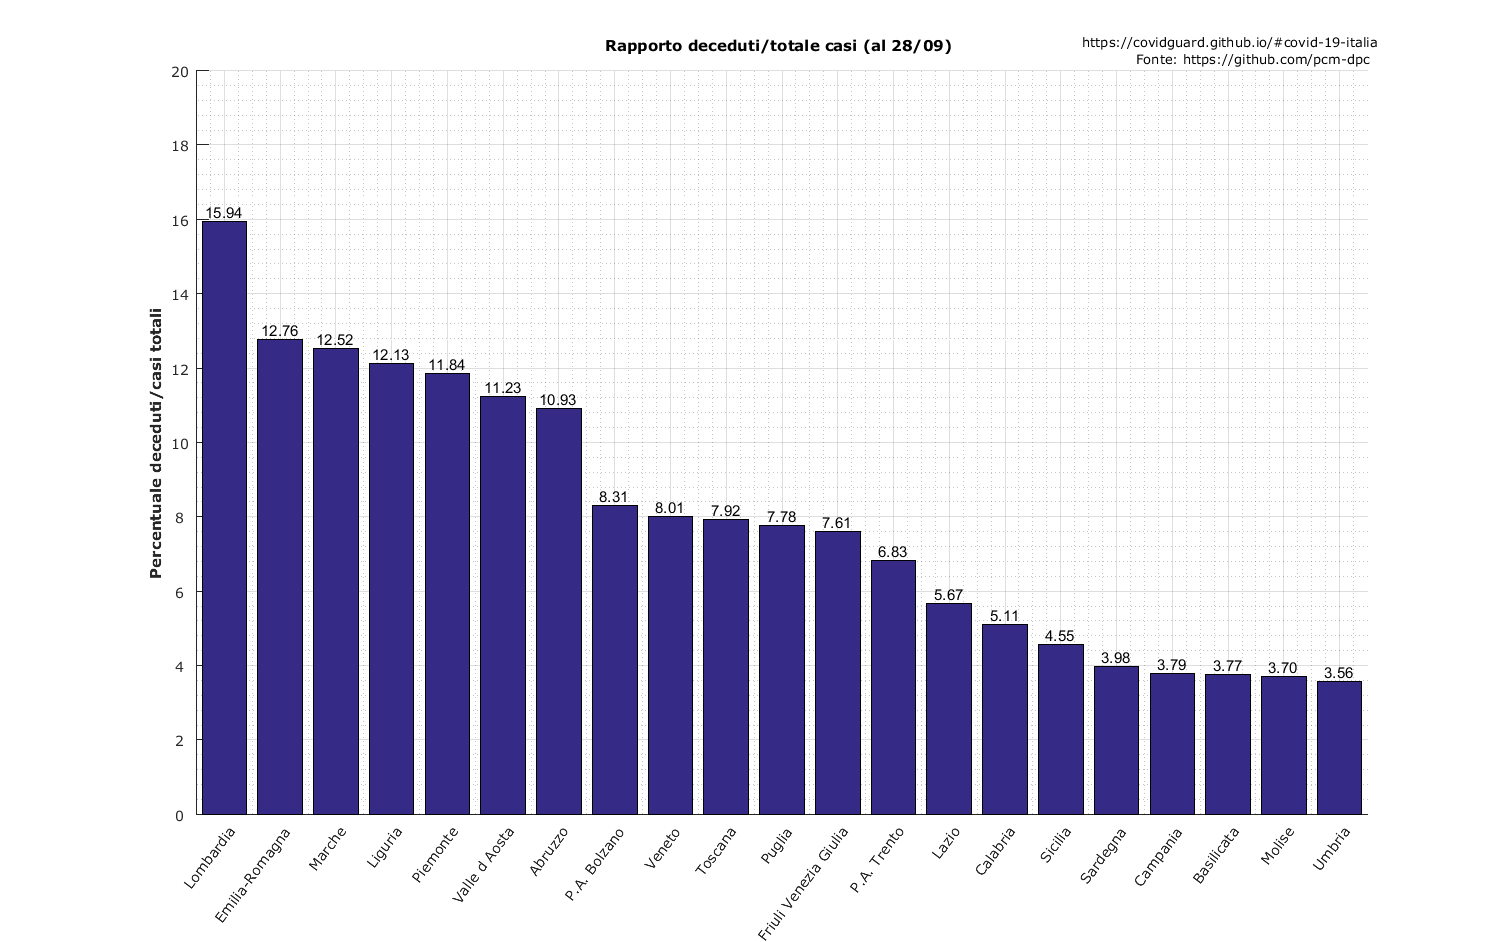 Rapporto deceduti/totale casi (al 28/09)
https://covidguard.github.io/#covid-19-italia
Fonte: https://github.com/pcm-dpc
Percentuale deceduti/casi totali
20
18
16
14
12
10
8
6
4
2
0
15.94
12.76
12.52
12.13
11.84
11.23
10.93
8.31
8.01
7.92
7.78
7.61
6.83
5.67
5.11
4.55
3.98
3.79
3.77
3.70
3.56
Lombardia
Emilia-Romagna
Marche
Liguria
Piemonte
Valle d Aosta
Abruzzo
P.A. Bolzano
Veneto
Toscana
Puglia
Friuli Venezia Giulia
P.A. Trento
Lazio
Calabria
Sicilia
Sardegna
Campania
Basilicata
Molise
Umbria